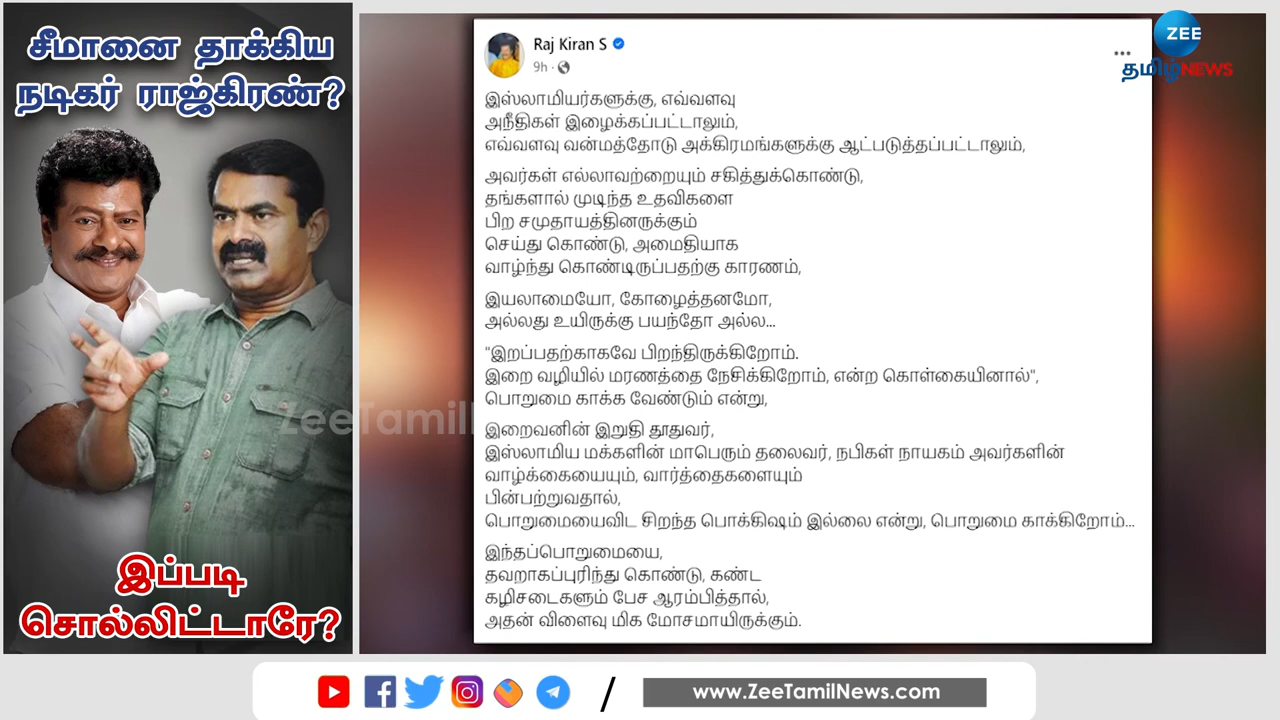 சீமானை தாக்கிய
நடிகர் ராஜ்கிரண்?
இப்படி
சொல்லிட்டாரே?
Raj Kiran S
9h ·
இஸ்லாமியர்களுக்கு, எவ்வளவு
அநீதிகள் இழைக்கப்பட்டாலும்,
எவ்வளவு வன்மத்தோடு அக்கிரமங்களுக்கு ஆட்படுத்தப்பட்டாலும்,
அவர்கள் எல்லாவற்றையும் சகித்துக்கொண்டு,
தங்களால் முடிந்த உதவிகளை
பிற சமுதாயத்தினருக்கும்
செய்து கொண்டு, அமைதியாக
வாழ்ந்து கொண்டிருப்பதற்கு காரணம்,
இயலாமையோ, கோழைத்தனமோ,
அல்லது உயிருக்கு பயந்தோ அல்ல...
"இறப்பதற்காகவே பிறந்திருக்கிறோம்.
இறை வழியில் மரணத்தை நேசிக்கிறோம், என்ற கொள்கையினால்",
பொறுமை காக்க வேண்டும் என்று,
இறைவனின் இறுதி தூதுவர்,
இஸ்லாமிய மக்களின் மாபெரும் தலைவர், நபிகள் நாயகம் அவர்களின்
வாழ்க்கையையும், வார்த்தைகளையும்
பின்பற்றுவதால்,
பொறுமையைவிட சிறந்த பொக்கிஷம் இல்லை என்று, பொறுமை காக்கிறோம்...
இந்தப்பொறுமையை,
தவறாகப்புரிந்து கொண்டு, கண்ட
கழிசடைகளும் பேச ஆரம்பித்தால்,
அதன் விளைவு மிக மோசமாயிருக்கும்.
ZEE
தமிழ்NEWS
ZeeTamil
/ www.ZeeTamilNews.com